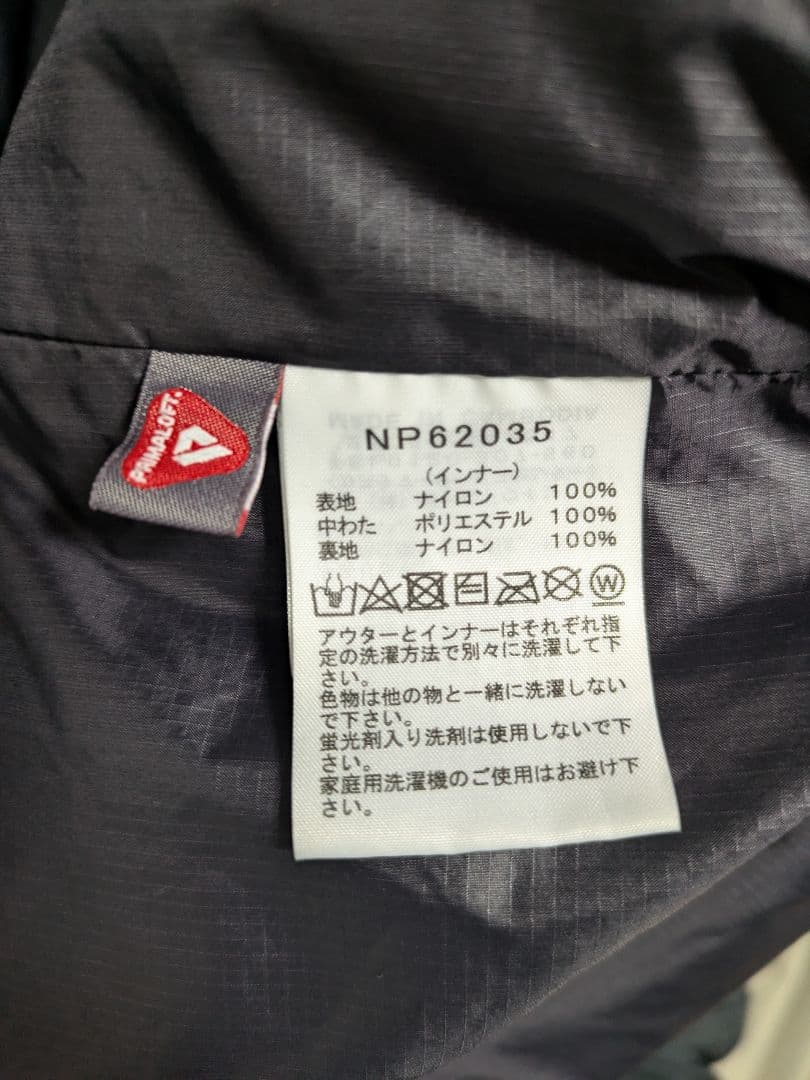 PRIMALOFT
NP62035
(インナー)
表地 ナイロン 100%
中わた ポリエステル 100%
裏地 ナイロン 100%
W
アウターとインナーはそれぞれ指
定の洗濯方法で別々に洗濯して下
さい。
色物は他の物と一緒に洗濯しない
で下さい。
蛍光剤入り洗剤は使用しないで下
さい。
家庭用洗濯機のご使用はお避け下
さい。